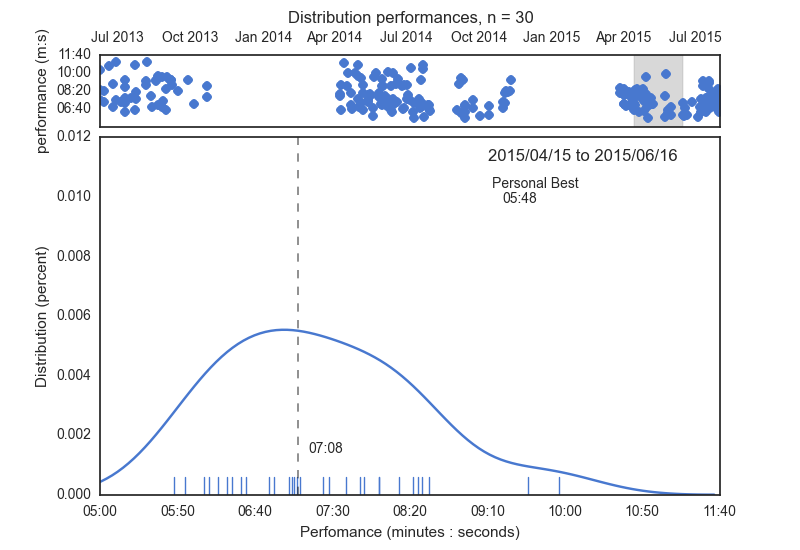 Distribution performances, n = 30
Jul 2013 Oct 2013 Jan 2014 Apr 2014 Jul 2014 Oct 2014 Jan 2015 Apr 2015 Jul 2015
performance (m:s)
11:40
10:00
08:20
06:40
0.012
2015/04/15 to 2015/06/16
Personal Best
05:48
0.010
0.008
Distribution (percent)
0.006
0.004
0.002
07:08
0.000
05:00 05:50 06:40 07:30 08:20 09:10 10:00 10:50 11:40
Perfomance (minutes : seconds)